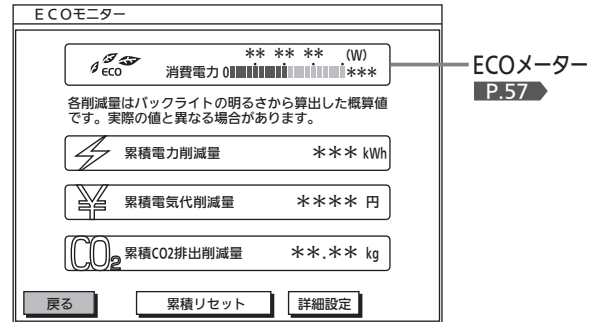 ECOモニター
** ** ** (W)
ECO 消費電力 0 ***
ECOメーター
P.57
各削減量はバックライトの明るさから算出した概算値
です。実際の値と異なる場合があります。
累積電力削減量 *** kWh
¥ 累積電気代削減量 **** 円
CO2 累積CO2排出削減量 **.** kg
戻る 累積リセット 詳細設定